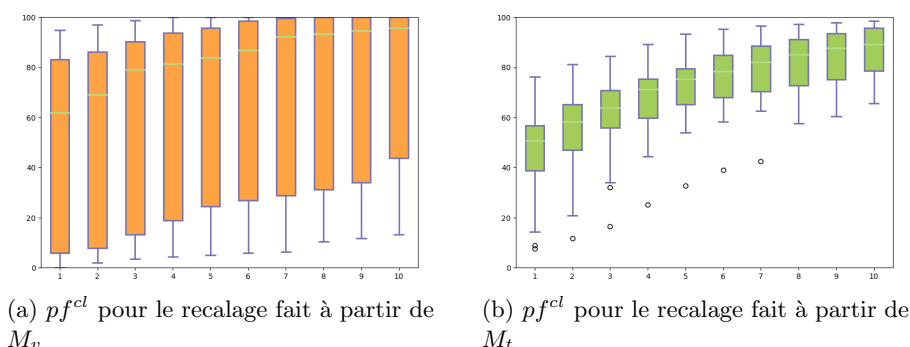 100
80
60
40
20
0
1 2 3 4 5 6 7 8 9 10
100
80
60
40
20
0
1 2 3 4 5 6 7 8 9 10
(a) pf^{cl} pour le recalage fait à partir de
M_v
(b) pf^{cl} pour le recalage fait à partir de
M_t